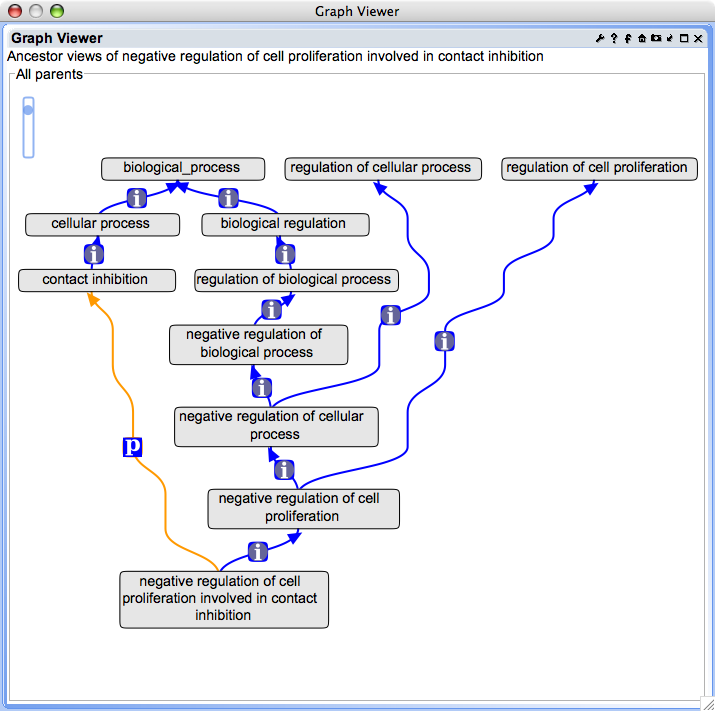 Graph Viewer
Graph Viewer
Ancestor views of negative regulation of cell proliferation involved in contact inhibition
All parents
biological_process
regulation of cellular process
regulation of cell proliferation
i
i
cellular process
biological regulation
i
i
contact inhibition
regulation of biological process
i
i
negative regulation of
biological process
i
i
negative regulation of cellular
process
p
i
negative regulation of cell
proliferation
i
negative regulation of cell
proliferation involved in contact
inhibition